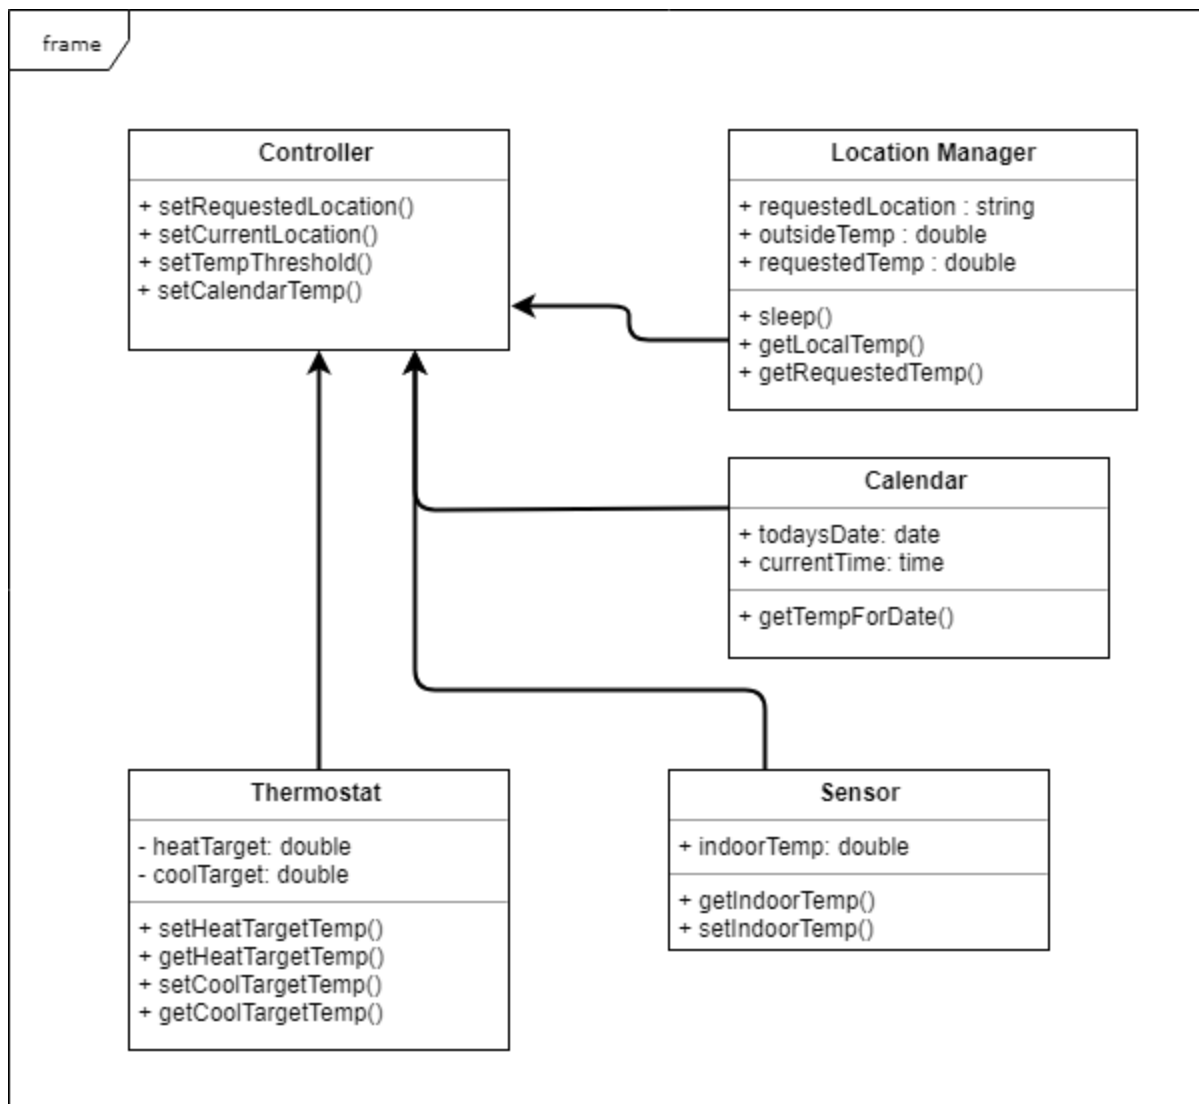 frame
Controller
+ setRequestedLocation()
+ setCurrentLocation()
+ setTempThreshold()
+ setCalendarTemp()
Location Manager
+ requestedLocation : string
+ outsideTemp : double
+ requestedTemp : double
+ sleep()
+ getLocalTemp()
+ getRequestedTemp()
Calendar
+ todaysDate: date
+ currentTime: time
+ getTempForDate()
Thermostat
- heatTarget: double
- coolTarget: double
+ setHeatTargetTemp()
+ getHeatTargetTemp()
+ setCoolTargetTemp()
+ getCoolTargetTemp()
Sensor
+ indoorTemp: double
+ getIndoorTemp()
+ setIndoorTemp()